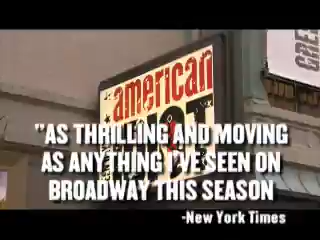 american
"AS THRILLING AND MOVING
AS ANYTHING I'VE SEEN ON
BROADWAY THIS SEASON
-New York Times